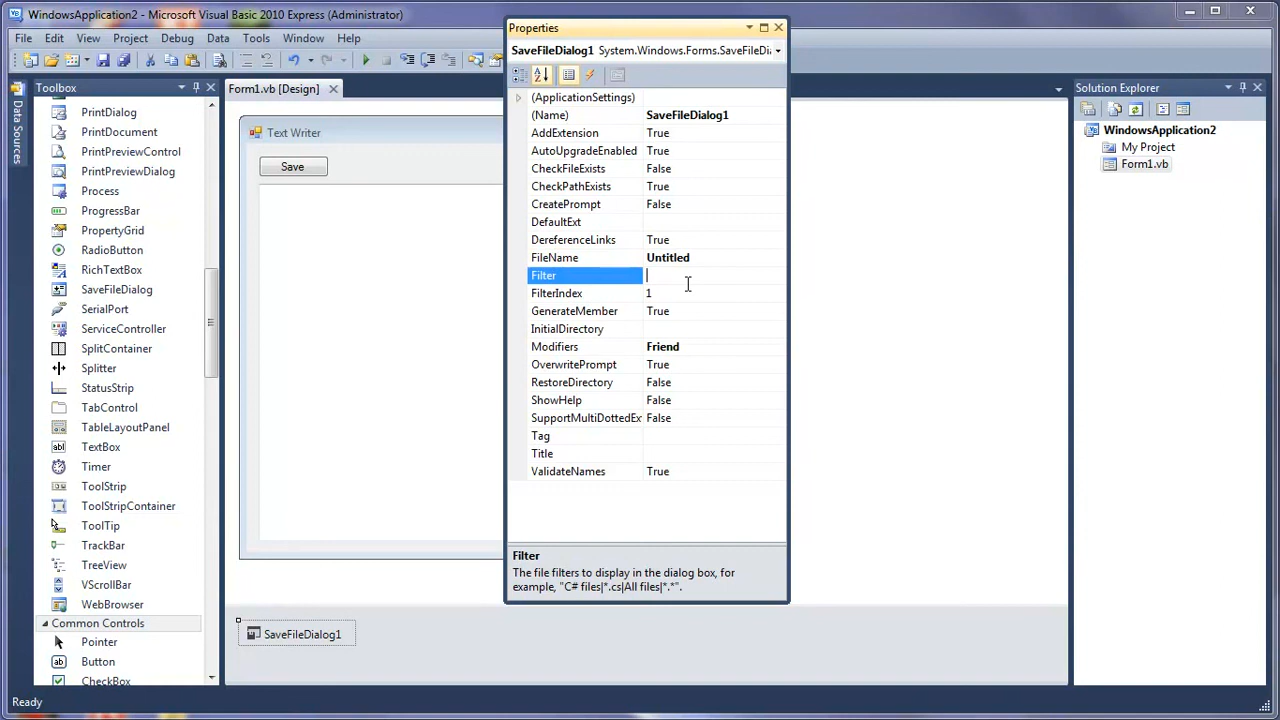 WindowsApplication2 - Microsoft Visual Basic 2010 Express (Administrator)
File Edit View Project Debug Data Tools Window Help
Data Sources
Toolbox
PrintDialog
PrintDocument
PrintPreviewControl
PrintPreviewDialog
Process
ProgressBar
PropertyGrid
RadioButton
RichTextBox
SaveFileDialog
SerialPort
ServiceController
SplitContainer
Splitter
StatusStrip
TabControl
TableLayoutPanel
TextBox
Timer
ToolStrip
ToolStripContainer
ToolTip
TrackBar
TreeView
VScrollBar
WebBrowser
Common Controls
Pointer
Button
CheckBox
Form1.vb [Design]
Text Writer
Save
SaveFileDialog1
Properties
SaveFileDialog1 System.Windows.Forms.SaveFileDi
(ApplicationSettings)
(Name) SaveFileDialog1
AddExtension True
AutoUpgradeEnabled True
CheckFileExists False
CheckPathExists True
CreatePrompt False
DefaultExt
DereferenceLinks True
FileName Untitled
Filter
FilterIndex 1
GenerateMember True
InitialDirectory
Modifiers Friend
OverwritePrompt True
RestoreDirectory False
ShowHelp False
SupportMultiDottedEx False
Tag
Title
ValidateNames True
Filter
The file filters to display in the dialog box, for
example, "C# files|*.cs|All files|*.*".
Solution Explorer
WindowsApplication2
My Project
Form1.vb
Ready